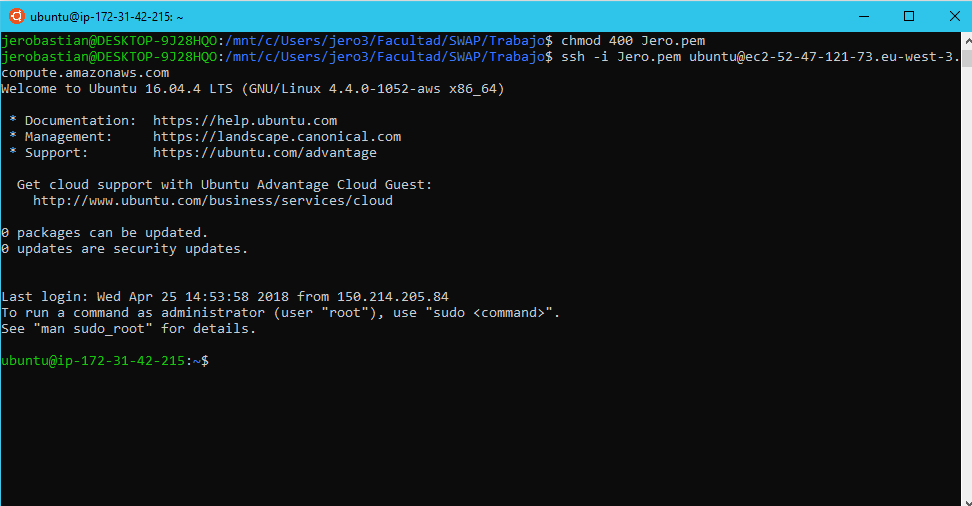 ubuntu@ip-172-31-42-215: ~
jerobastian@DESKTOP-9J28HQO:/mnt/c/Users/jero3/Facultad/SWAP/Trabajo$ chmod 400 Jero.pem
jerobastian@DESKTOP-9J28HQO:/mnt/c/Users/jero3/Facultad/SWAP/Trabajo$ ssh -i Jero.pem ubuntu@ec2-52-47-121-73.eu-west-3.
compute.amazonaws.com
Welcome to Ubuntu 16.04.4 LTS (GNU/Linux 4.4.0-1052-aws x86_64)
* Documentation:  https://help.ubuntu.com
* Management:     https://landscape.canonical.com
* Support:        https://ubuntu.com/advantage
Get cloud support with Ubuntu Advantage Cloud Guest:
http://www.ubuntu.com/business/services/cloud
0 packages can be updated.
0 updates are security updates.
Last login: Wed Apr 25 14:53:58 2018 from 150.214.205.84
To run a command as administrator (user "root"), use "sudo <command>".
See "man sudo_root" for details.
ubuntu@ip-172-31-42-215:~$